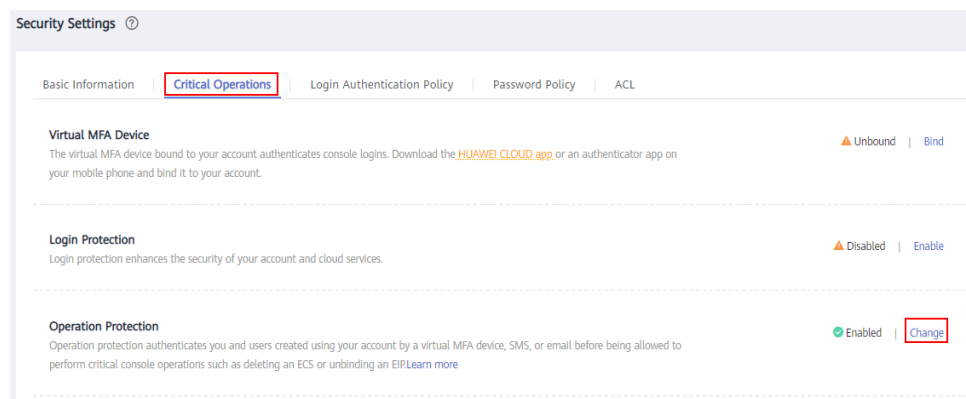 Security Settings ?
Basic Information | Critical Operations | Login Authentication Policy | Password Policy | ACL
Virtual MFA Device
The virtual MFA device bound to your account authenticates console logins. Download the HUAWEI CLOUD app or an authenticator app on
your mobile phone and bind it to your account.
Unbound | Bind
Login Protection
Login protection enhances the security of your account and cloud services.
Disabled | Enable
Operation Protection
Operation protection authenticates you and users created using your account by a virtual MFA device, SMS, or email before being allowed to
perform critical console operations such as deleting an ECS or unbinding an EIP.Learn more
Enabled | Change